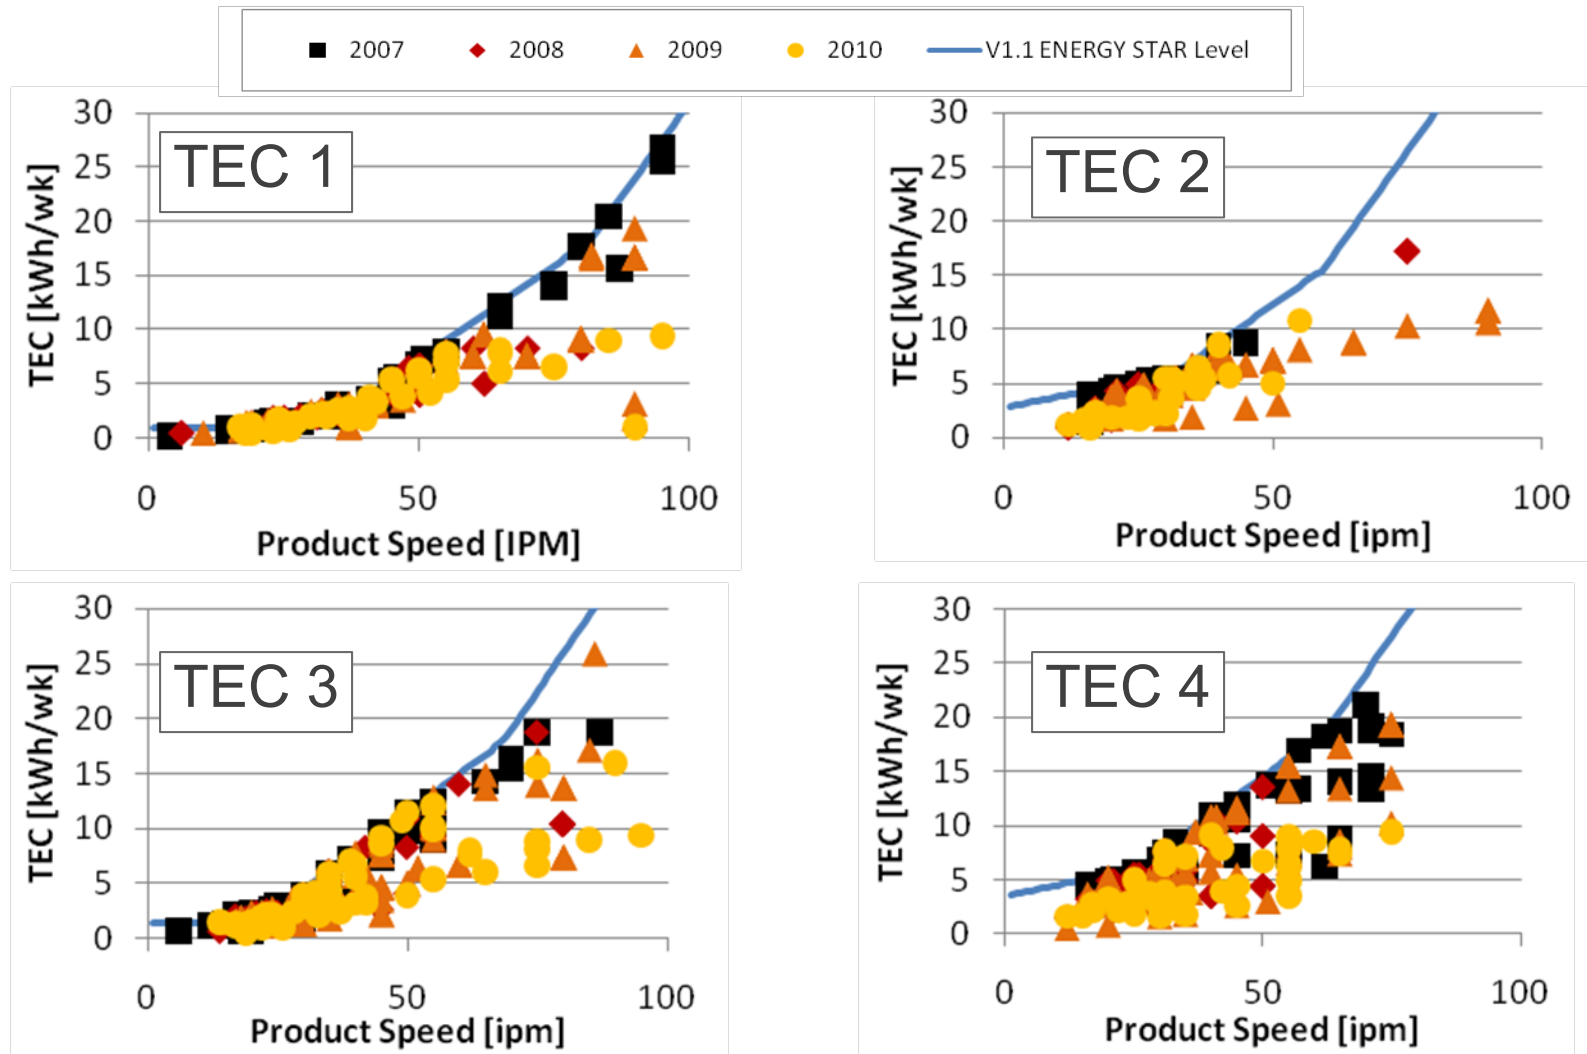 2007 2008 2009 2010 V1.1 ENERGY STAR Level
TEC 1
TEC [kWh/wk]
30
25
20
15
10
5
0
0 50 100
Product Speed [IPM]
TEC 2
TEC [kWh/wk]
30
25
20
15
10
5
0
0 50 100
Product Speed [ipm]
TEC 3
TEC [kWh/wk]
30
25
20
15
10
5
0
0 50 100
Product Speed [ipm]
TEC 4
TEC [kWh/wk]
30
25
20
15
10
5
0
0 50 100
Product Speed [ipm]